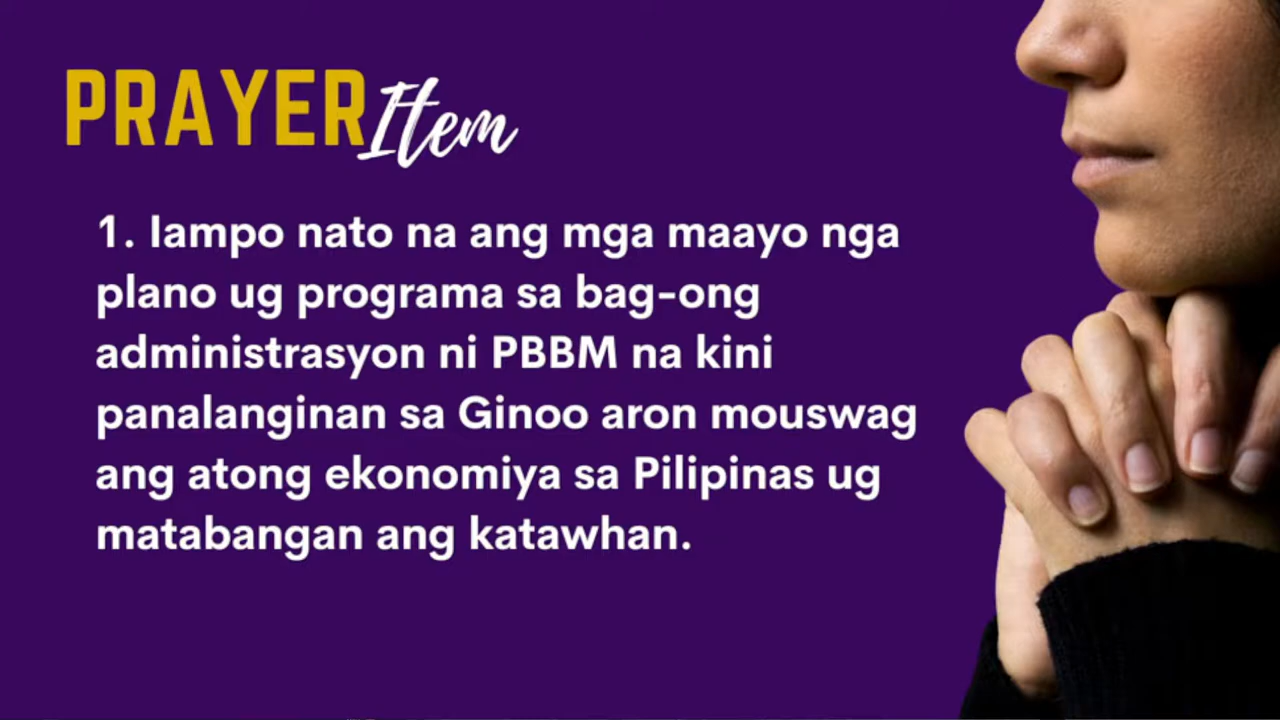 PRAYER Item
1. Iampo nato na ang mga maayo nga
plano ug programa sa bag-ong
administrasyon ni PBBM na kini
panalanginan sa Ginoo aron mouswag
ang atong ekonomiya sa Pilipinas ug
matabangan ang katawhan.